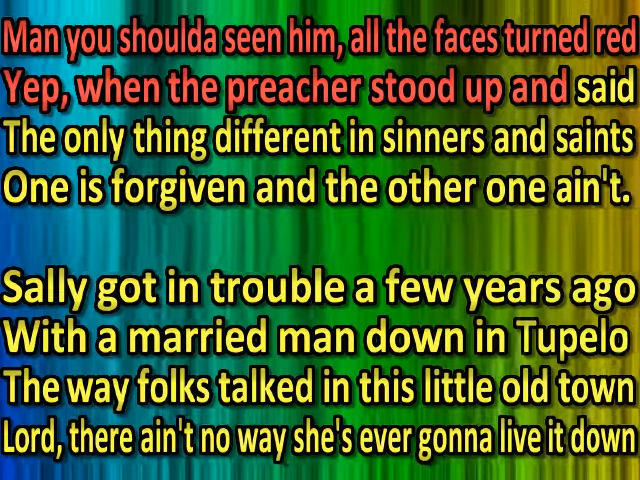 Man you shoulda seen him, all the faces turned red
Yep, when the preacher stood up and said
The only thing different in sinners and saints
One is forgiven and the other one ain't.
Sally got in trouble a few years ago
With a married man down in Tupelo
The way folks talked in this little old town
Lord, there ain't no way she's ever gonna live it down